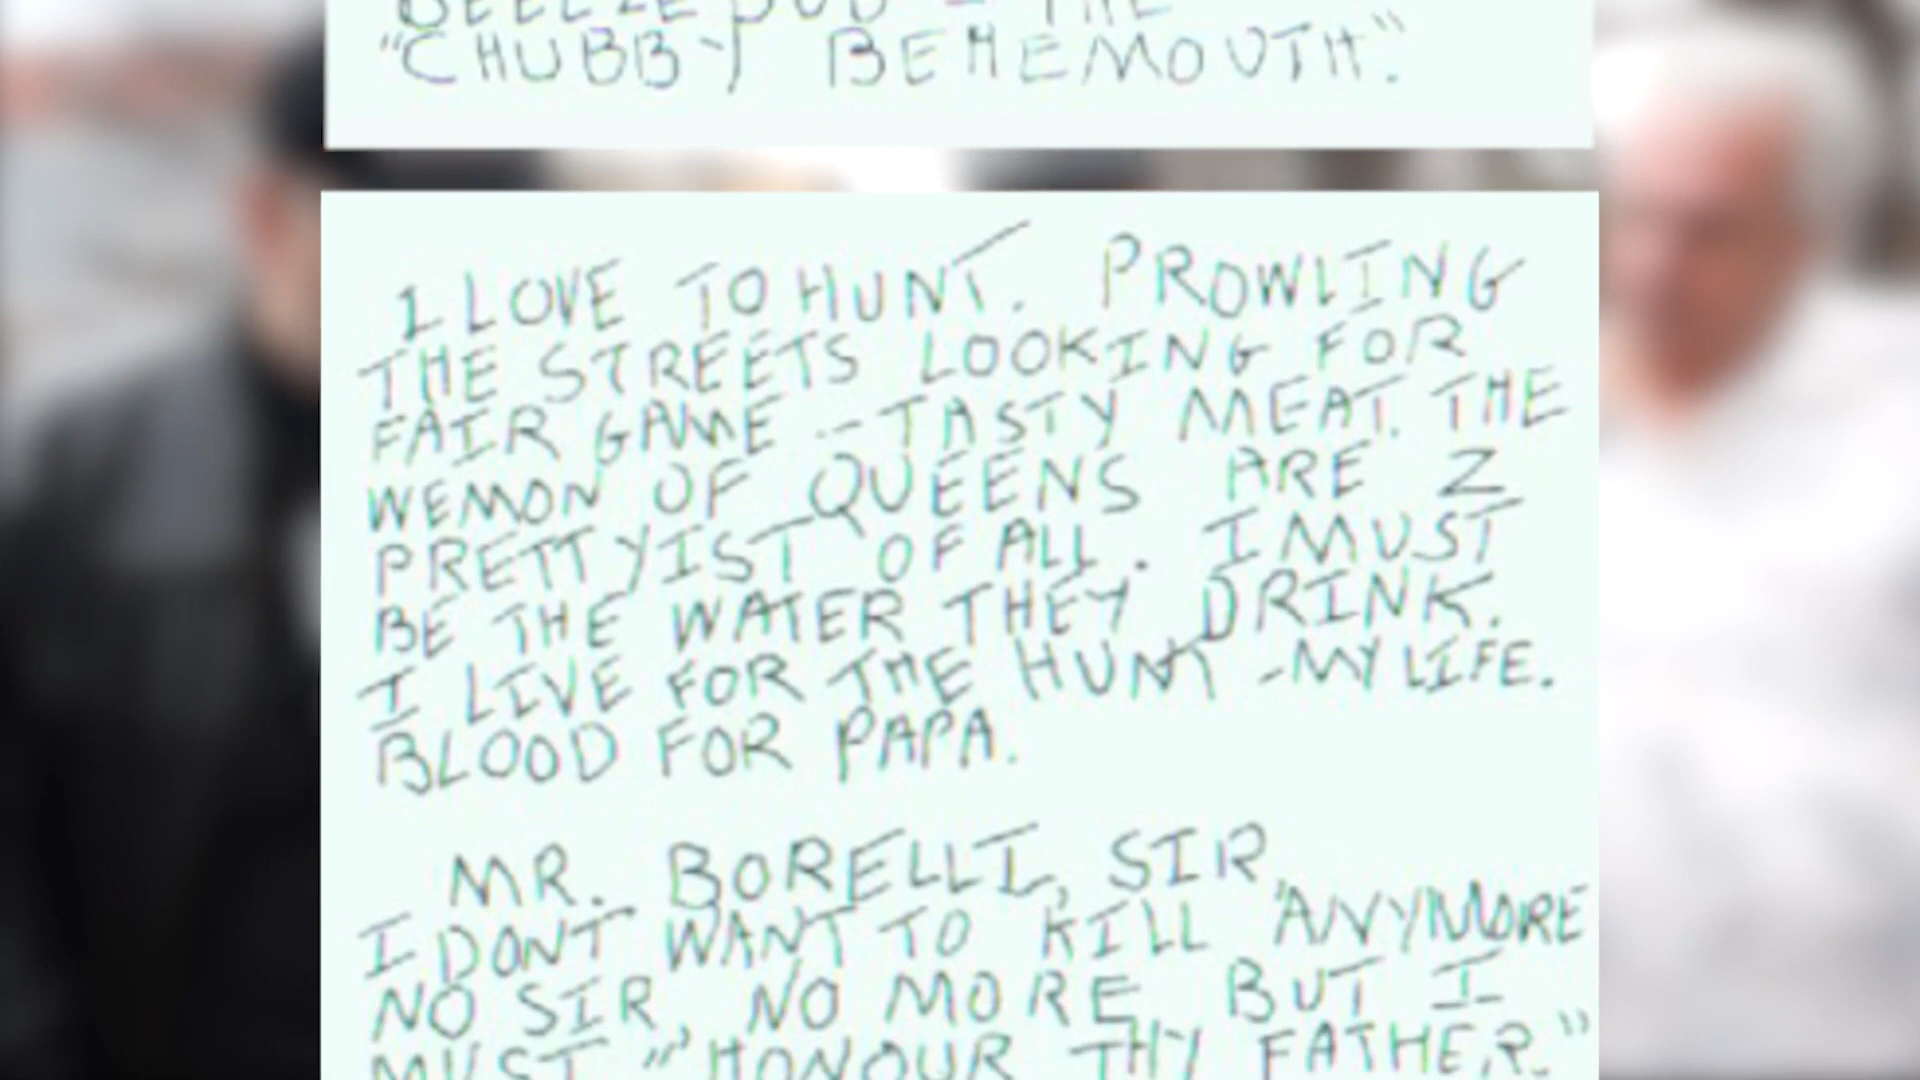 BEELZEBUB - THE
"CHUBBY BEHEMOUTH".
I LOVE TO HUNT. PROWLING
THE STREETS LOOKING FOR
FAIR GAME -- TASTY MEAT. THE
WEMON OF QUEENS ARE Z
PRETTYIST OF ALL. I MUST
BE THE WATER THEY DRINK.
I LIVE FOR THE HUNT - MY LIFE.
BLOOD FOR PAPA.
MR. BORELLI, SIR,
I DONT WANT TO KILL ANYMORE
NO SIR, NO MORE BUT I
MUST "HONOUR THY FATHER."